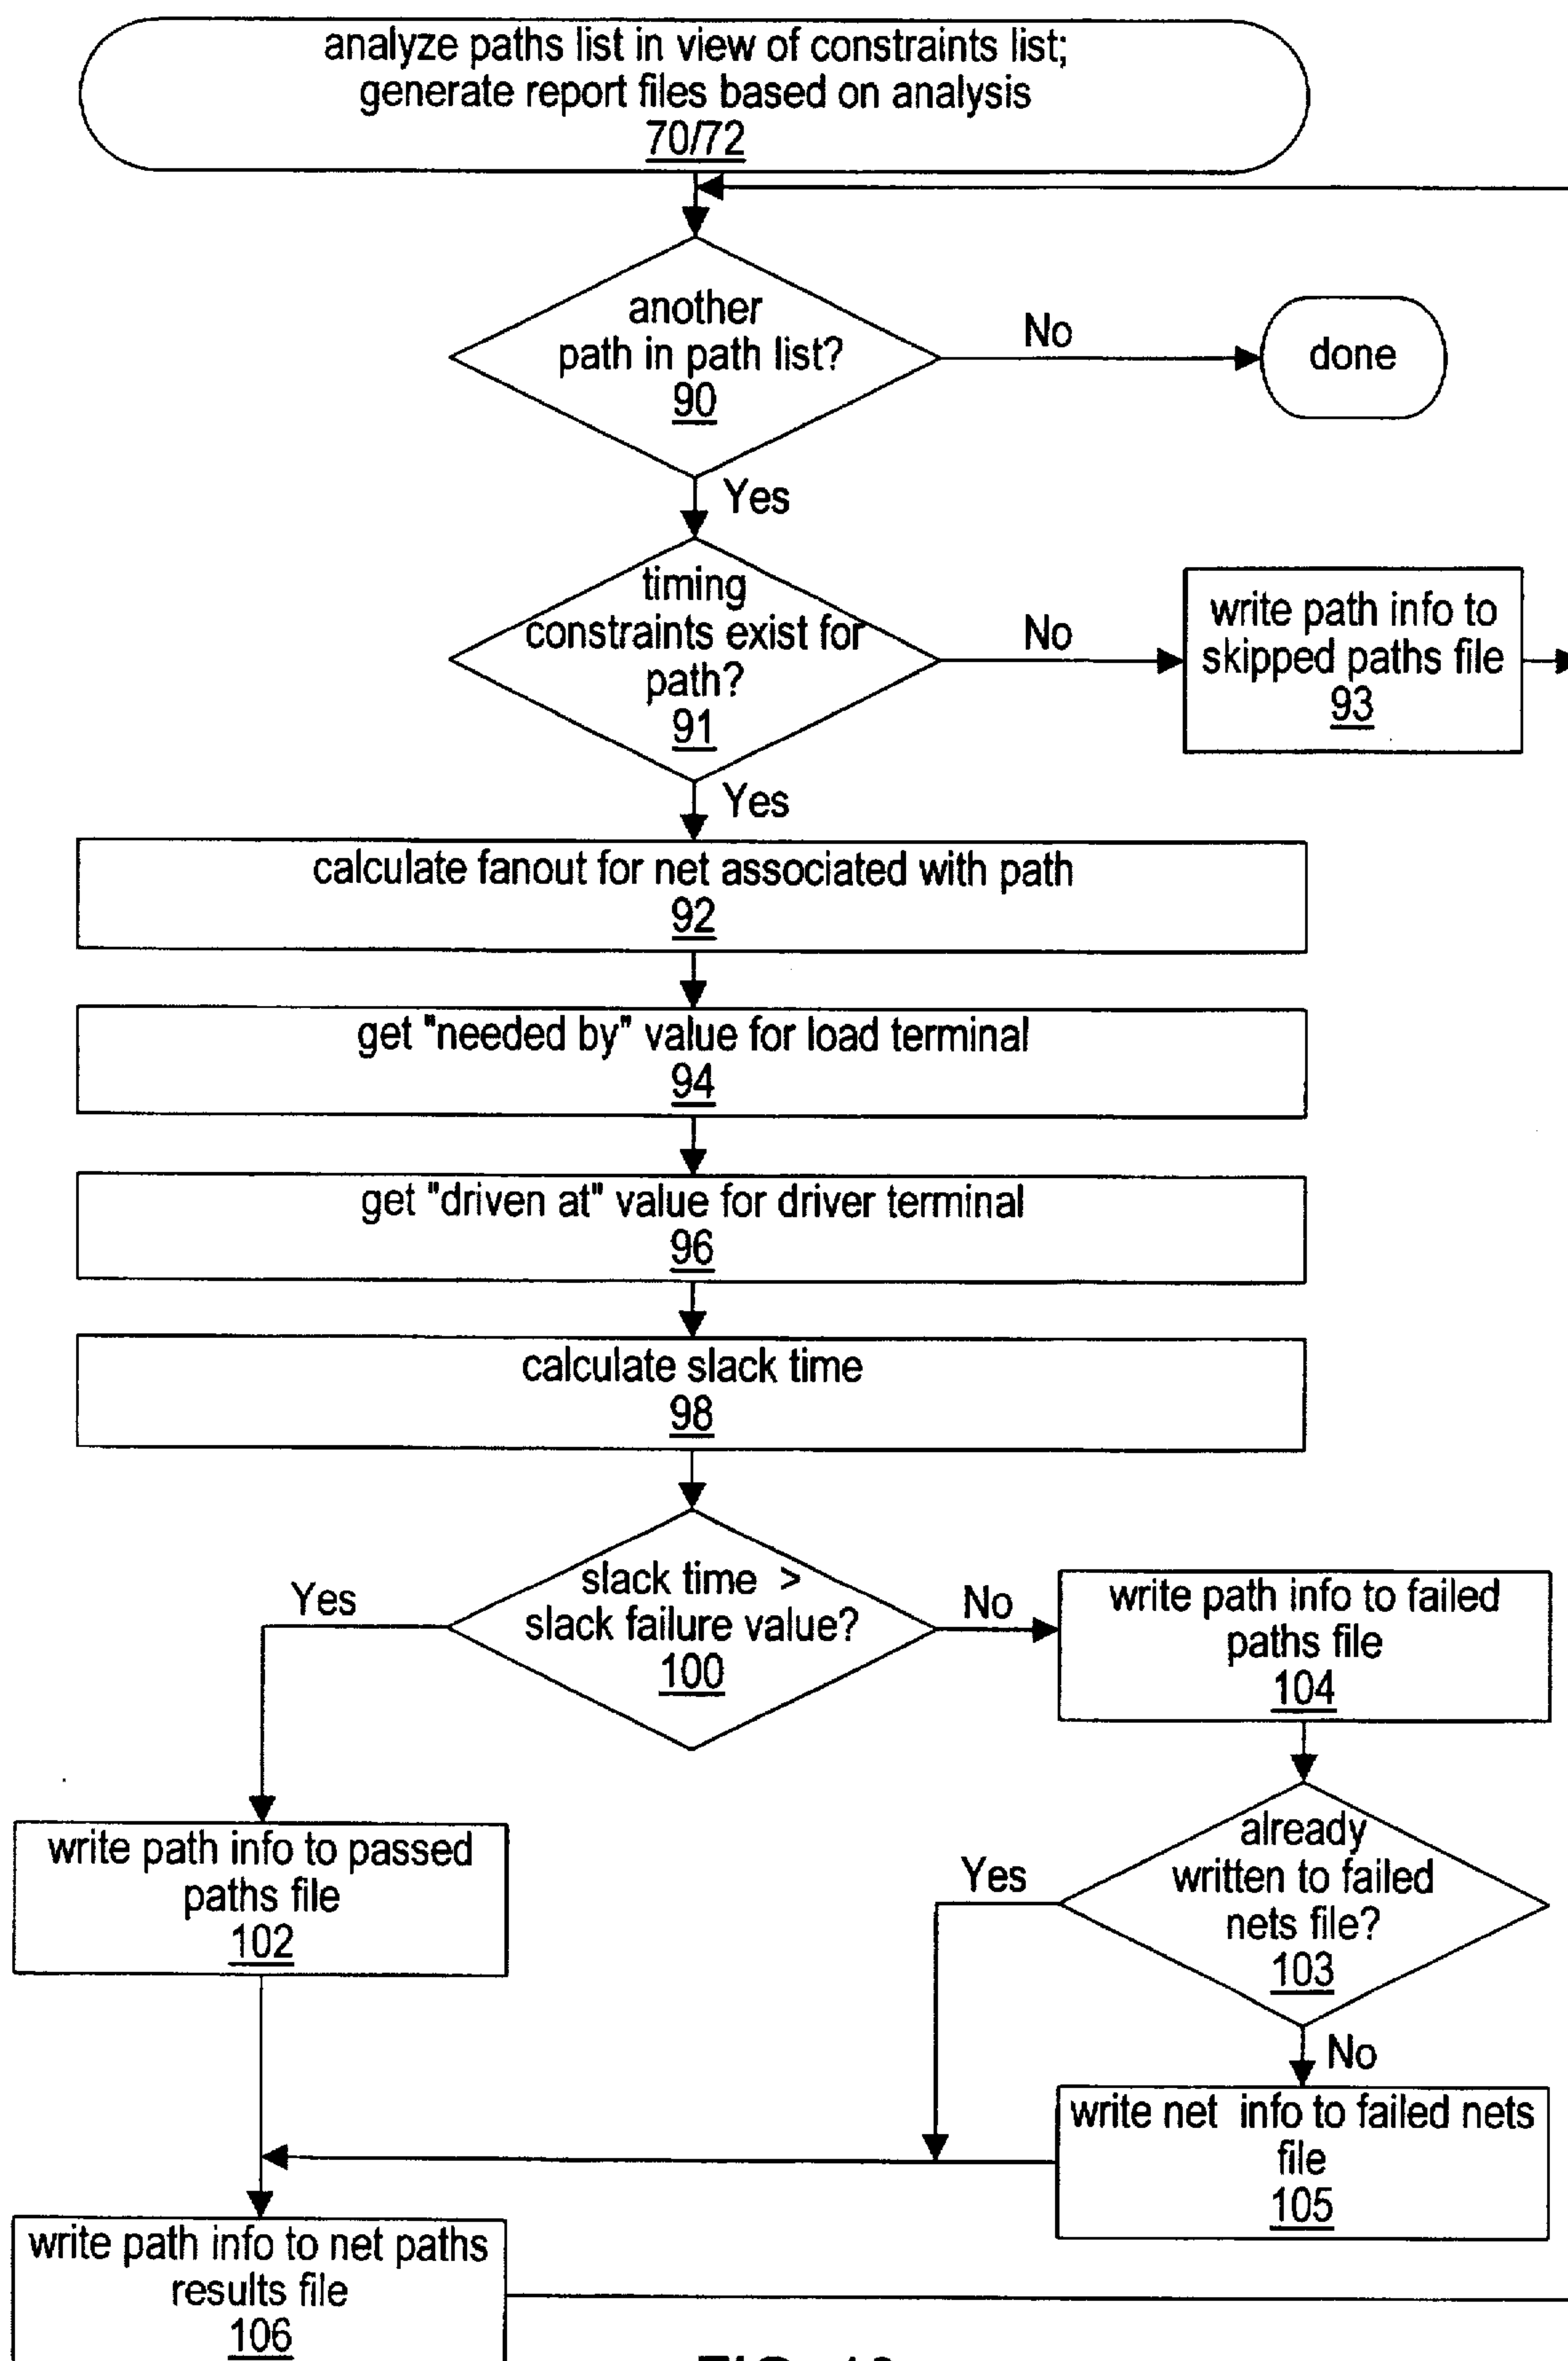 analyze paths list in view of constraints list;
generate report files based on analysis
70/72
another
path in path list?
90
No
done
Yes
timing
constraints exist for
path?
91
No
write path info to
skipped paths file
93
Yes
calculate fanout for net associated with path
92
get "needed by" value for load terminal
94
get "driven at" value for driver terminal
96
calculate slack time
98
slack time >
slack failure value?
100
Yes
No
write path info to failed
paths file
104
write path info to passed
paths file
102
already
written to failed
nets file?
103
Yes
No
write net info to failed nets
file
105
write path info to net paths
results file
106